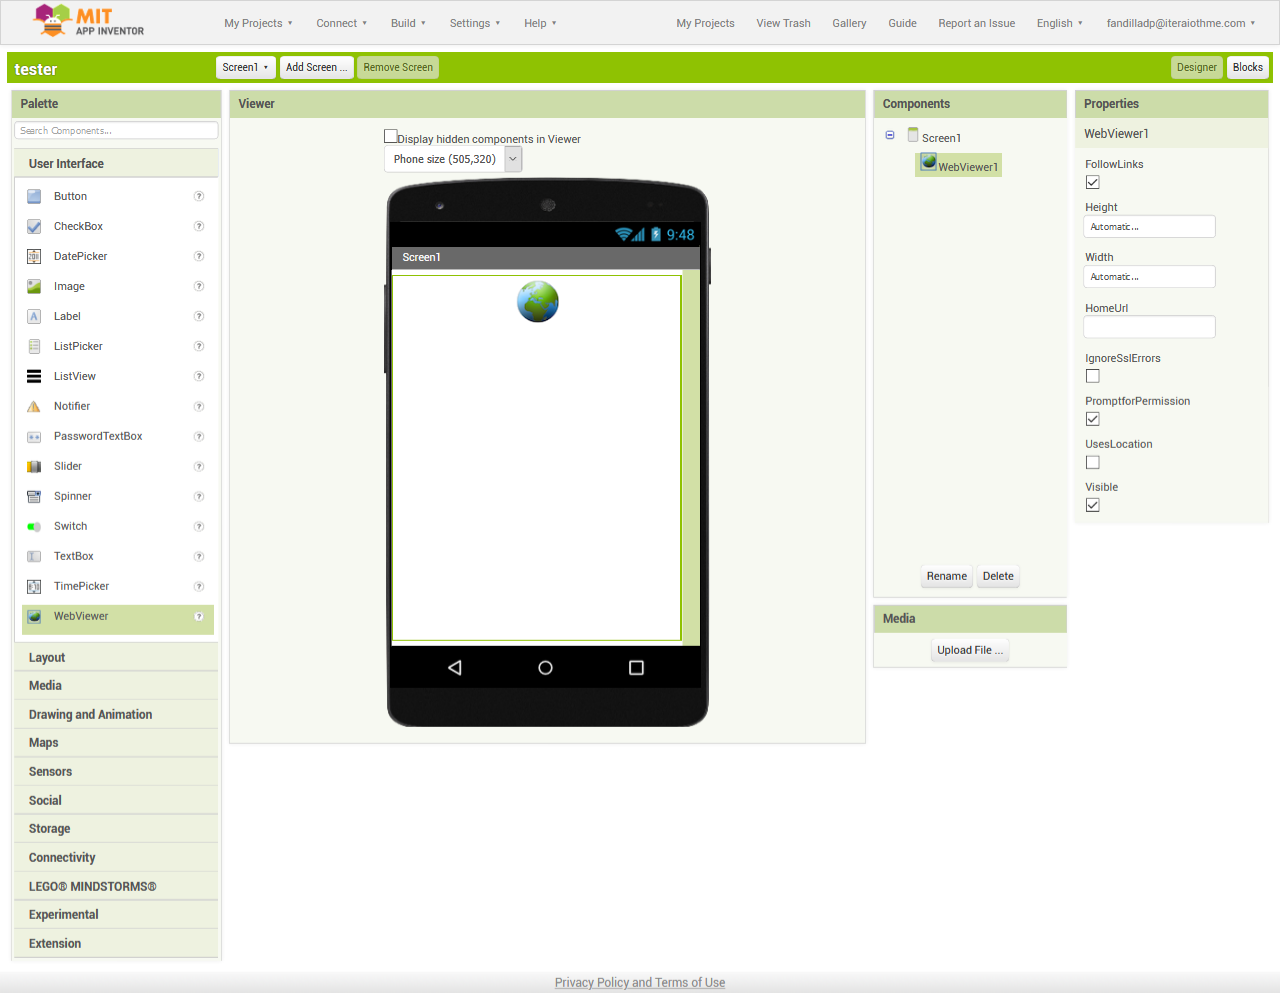 MIT
APP INVENTOR
My Projects
Connect
Build
Settings
Help
My Projects
View Trash
Gallery
Guide
Report an Issue
English
fandilladp@iteraiothme.com
tester
Screen1
Add Screen ...
Remove Screen
Designer
Blocks
Palette
Search Components...
User Interface
Button ?
CheckBox ?
DatePicker ?
Image ?
Label ?
ListPicker ?
ListView ?
Notifier ?
PasswordTextBox ?
Slider ?
Spinner ?
Switch ?
TextBox ?
TimePicker ?
WebViewer ?
Layout
Media
Drawing and Animation
Maps
Sensors
Social
Storage
Connectivity
LEGO® MINDSTORMS®
Experimental
Extension
Viewer
Display hidden components in Viewer
Phone size (505,320)
9:48
Screen1
Components
Screen1
WebViewer1
Rename
Delete
Media
Upload File ...
Properties
WebViewer1
FollowLinks
Height
Automatic...
Width
Automatic...
HomeUrl
IgnoreSslErrors
PromptforPermission
UsesLocation
Visible
Privacy Policy and Terms of Use